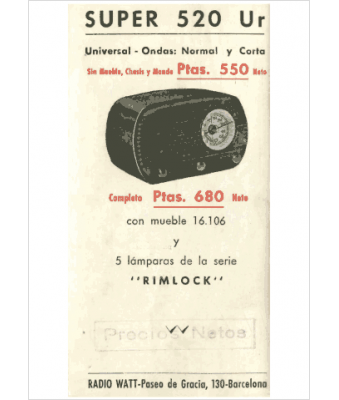 SUPER 520 Ur
Universal - Ondas: Normal y Corta
Sin Mueble, Chasis y Mando Ptas. 550 Neto
Completo Ptas. 680 Neto
con mueble 16.106
y
5 lámparas de la serie
"RIMLOCK"
Precios Netos
RADIO WATT-Paseo de Gracia, 130-Barcelona